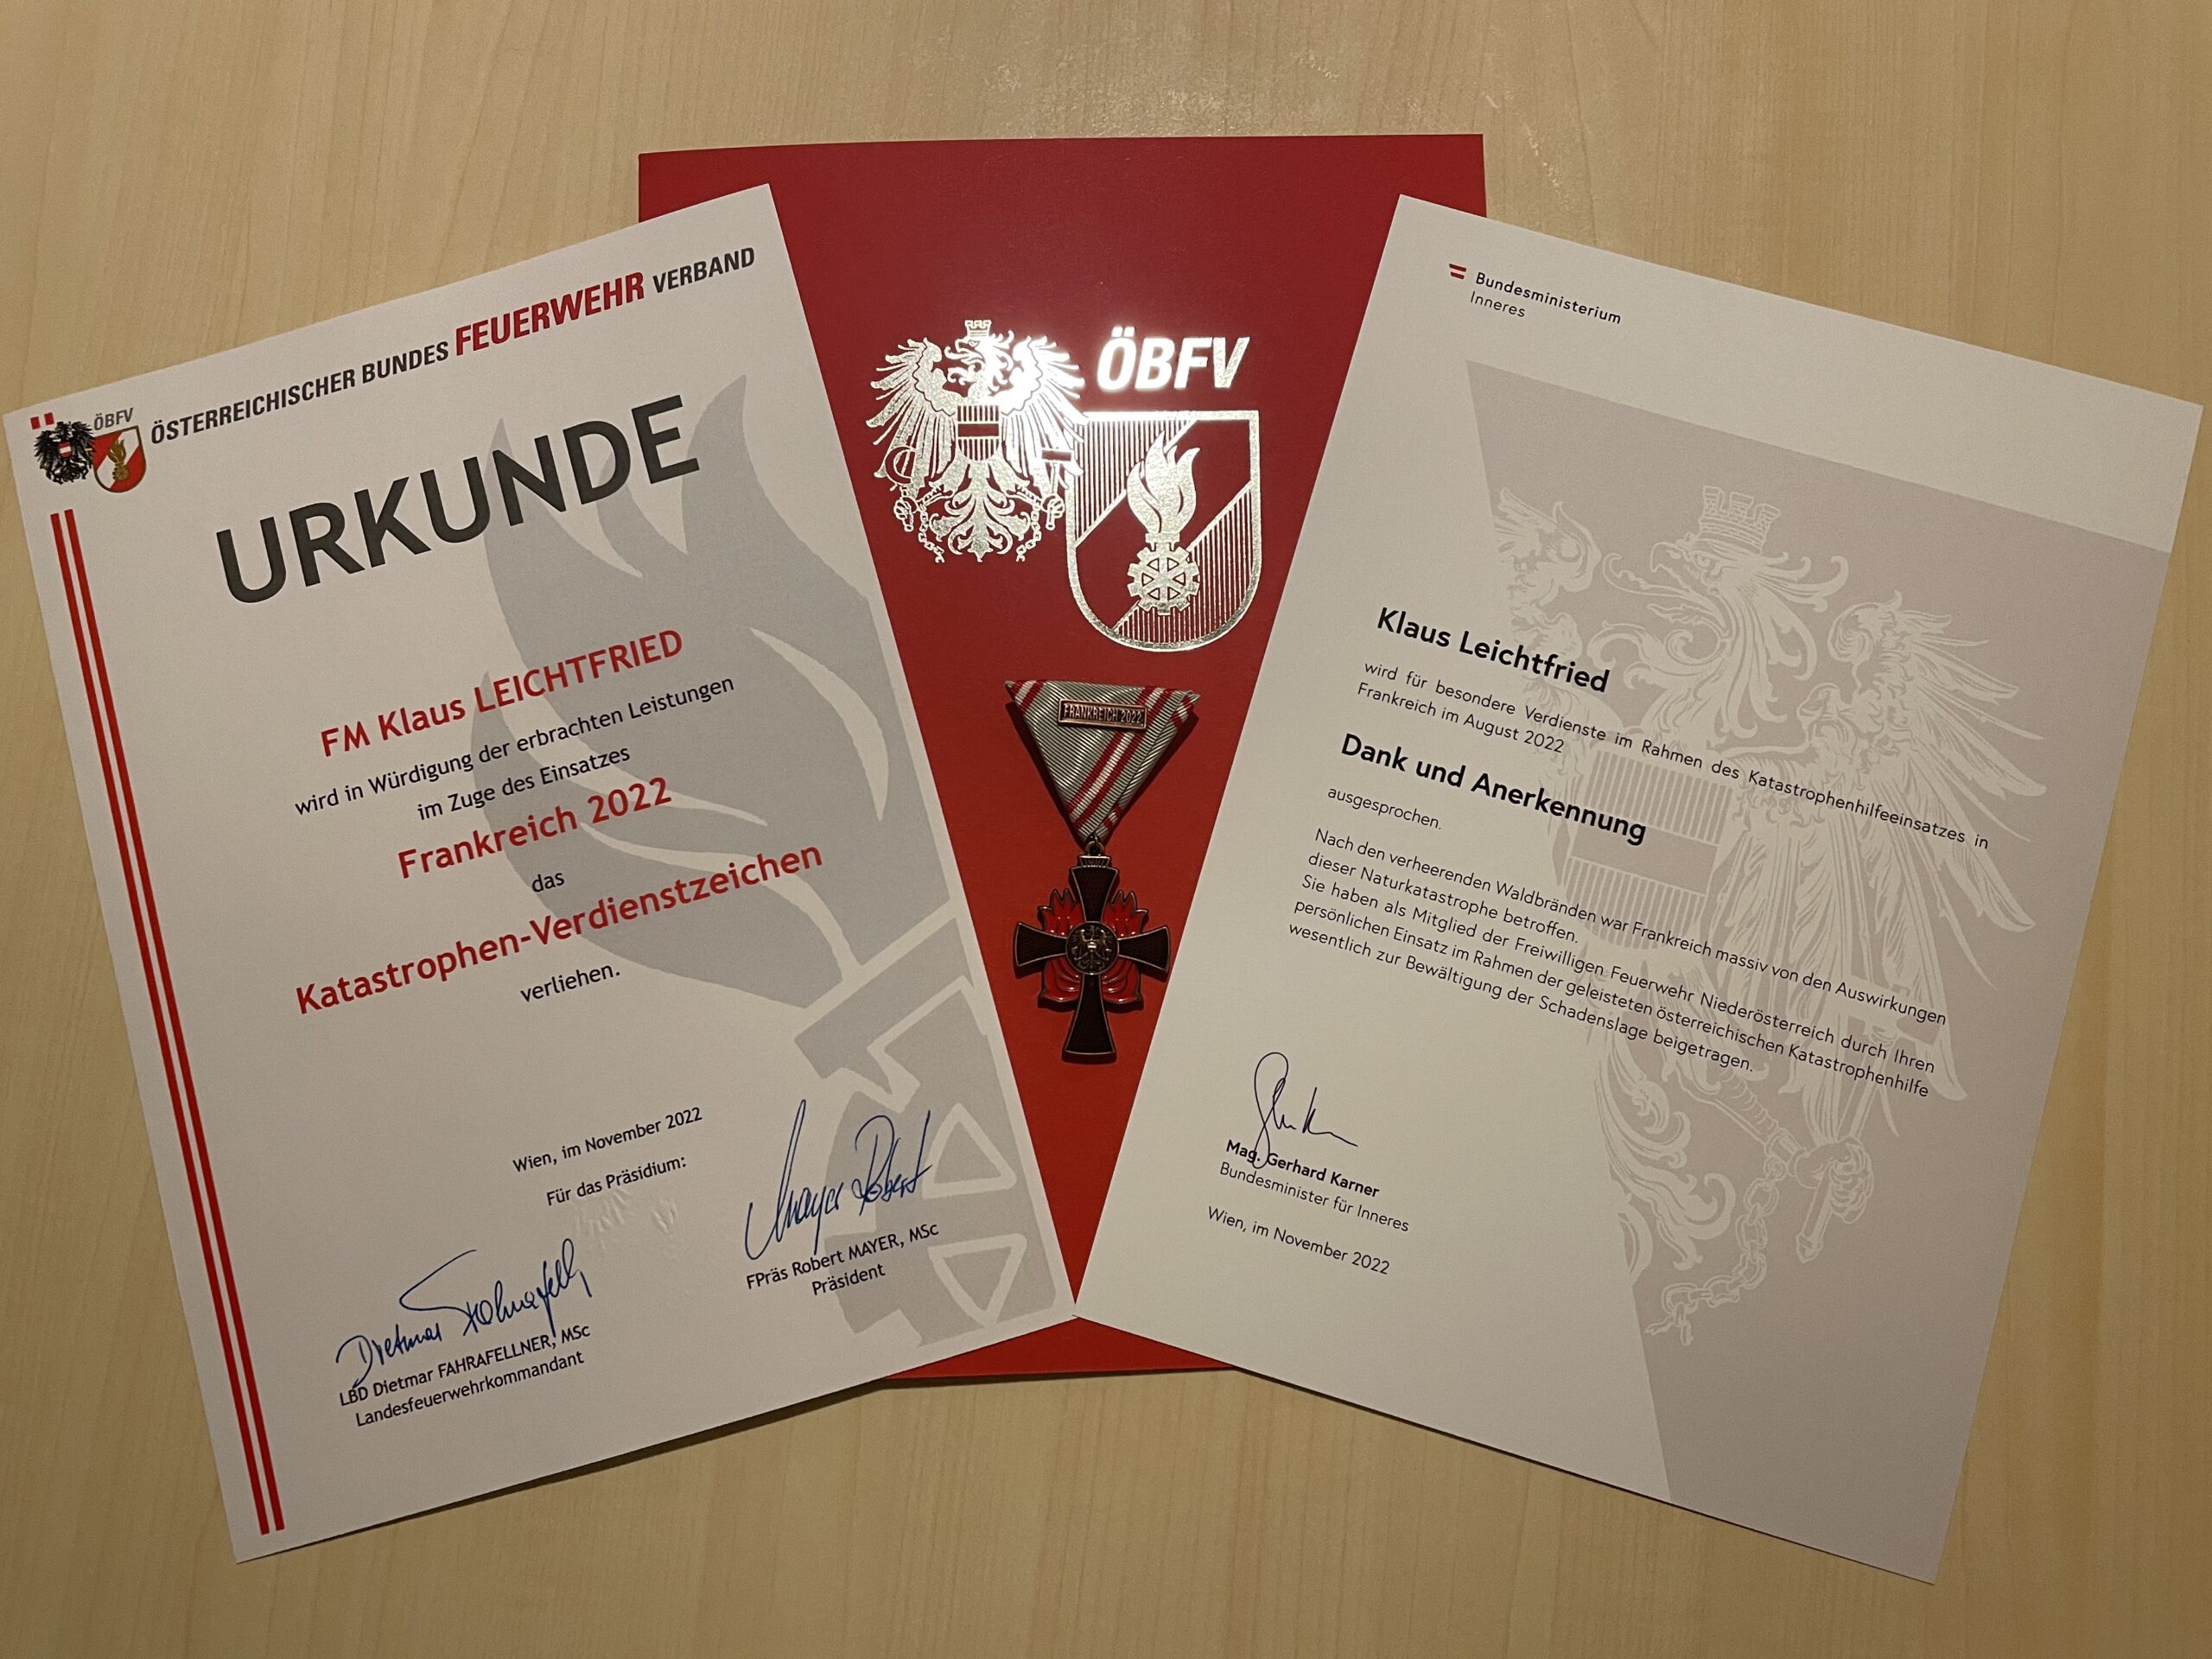 ÖSTERREICHISCHER BUNDES FEUERWEHR VERBAND
ÖBFV
URKUNDE
FM Klaus LEICHTFRIED
wird in Würdigung der erbrachten Leistungen
im Zuge des Einsatzes
Frankreich 2022
das
Katastrophen-Verdienstzeichen
verliehen.
Wien, im November 2022
Für das Präsidium:
Dietmar Fahrafellner
LBD Dietmar FAHRAFELLNER, MSc
Landesfeuerwehrkommandant
Mayer Robert
FPräs Robert MAYER, MSc
Präsident
ÖBFV
FRANKREICH 2022
Bundesministerium
Inneres
Klaus Leichtfried
wird für besondere Verdienste im Rahmen des Katastrophenhilfeeinsatzes in
Frankreich im August 2022
Dank und Anerkennung
ausgesprochen.
Nach den verheerenden Waldbränden war Frankreich massiv von den Auswirkungen
dieser Naturkatastrophe betroffen.
Sie haben als Mitglied der Freiwilligen Feuerwehr Niederösterreich durch Ihren
persönlichen Einsatz im Rahmen der geleisteten österreichischen Katastrophenhilfe
wesentlich zur Bewältigung der Schadenslage beigetragen.
Mag. Gerhard Karner
Bundesminister für Inneres
Wien, im November 2022